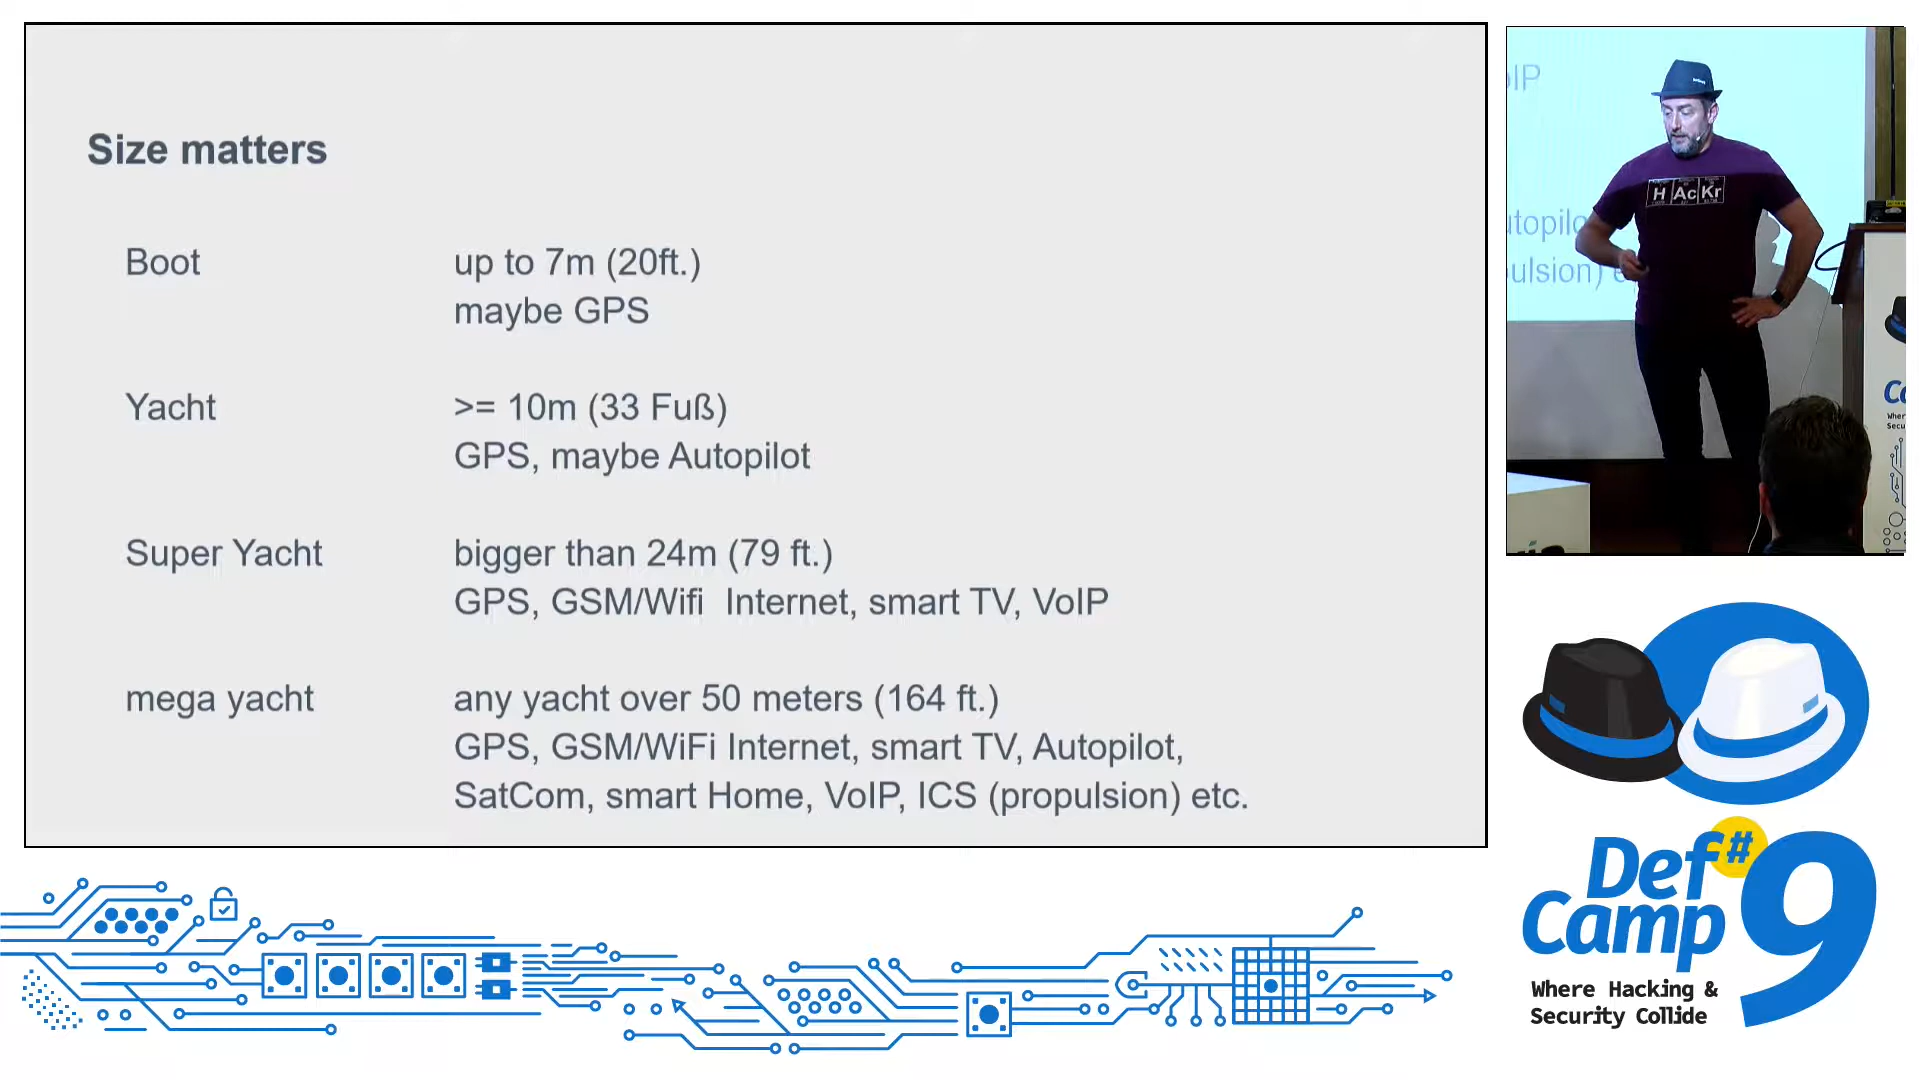 Size matters
Boot
up to 7m (20ft.)
maybe GPS
Yacht
>= 10m (33 Fuß)
GPS, maybe Autopilot
Super Yacht
bigger than 24m (79 ft.)
GPS, GSM/Wifi  Internet, smart TV, VoIP
mega yacht
any yacht over 50 meters (164 ft.)
GPS, GSM/WiFi Internet, smart TV, Autopilot,
SatCom, smart Home, VoIP, ICS (propulsion) etc.
oIP
utopilo
ulsion) e
H Ac Kr
Def
Camp
#9
Where Hacking &
Security Collide